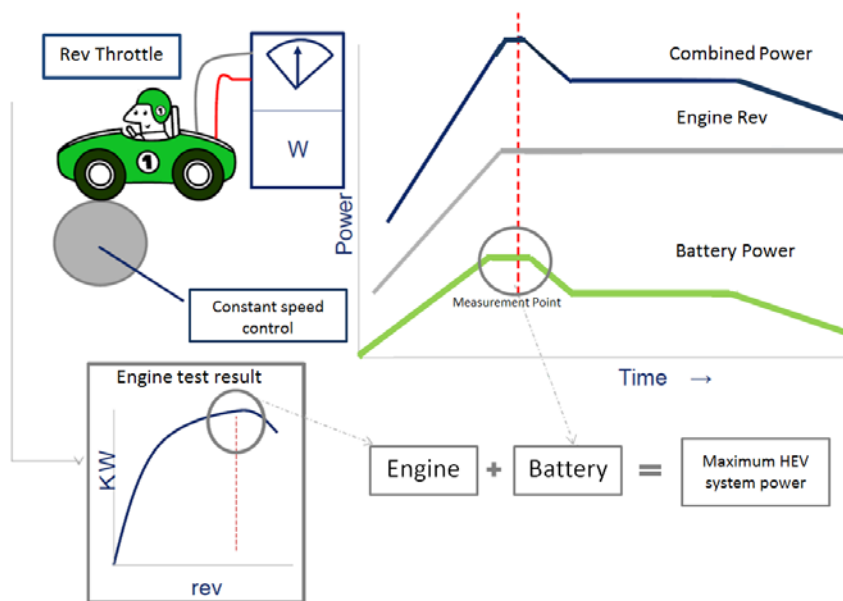 Rev Throttle
1
1
W
Constant speed
control
Power
Combined Power
Engine Rev
Battery Power
Measurement Point
Time →
Engine test result
KW
rev
Engine + Battery = Maximum HEV
system power